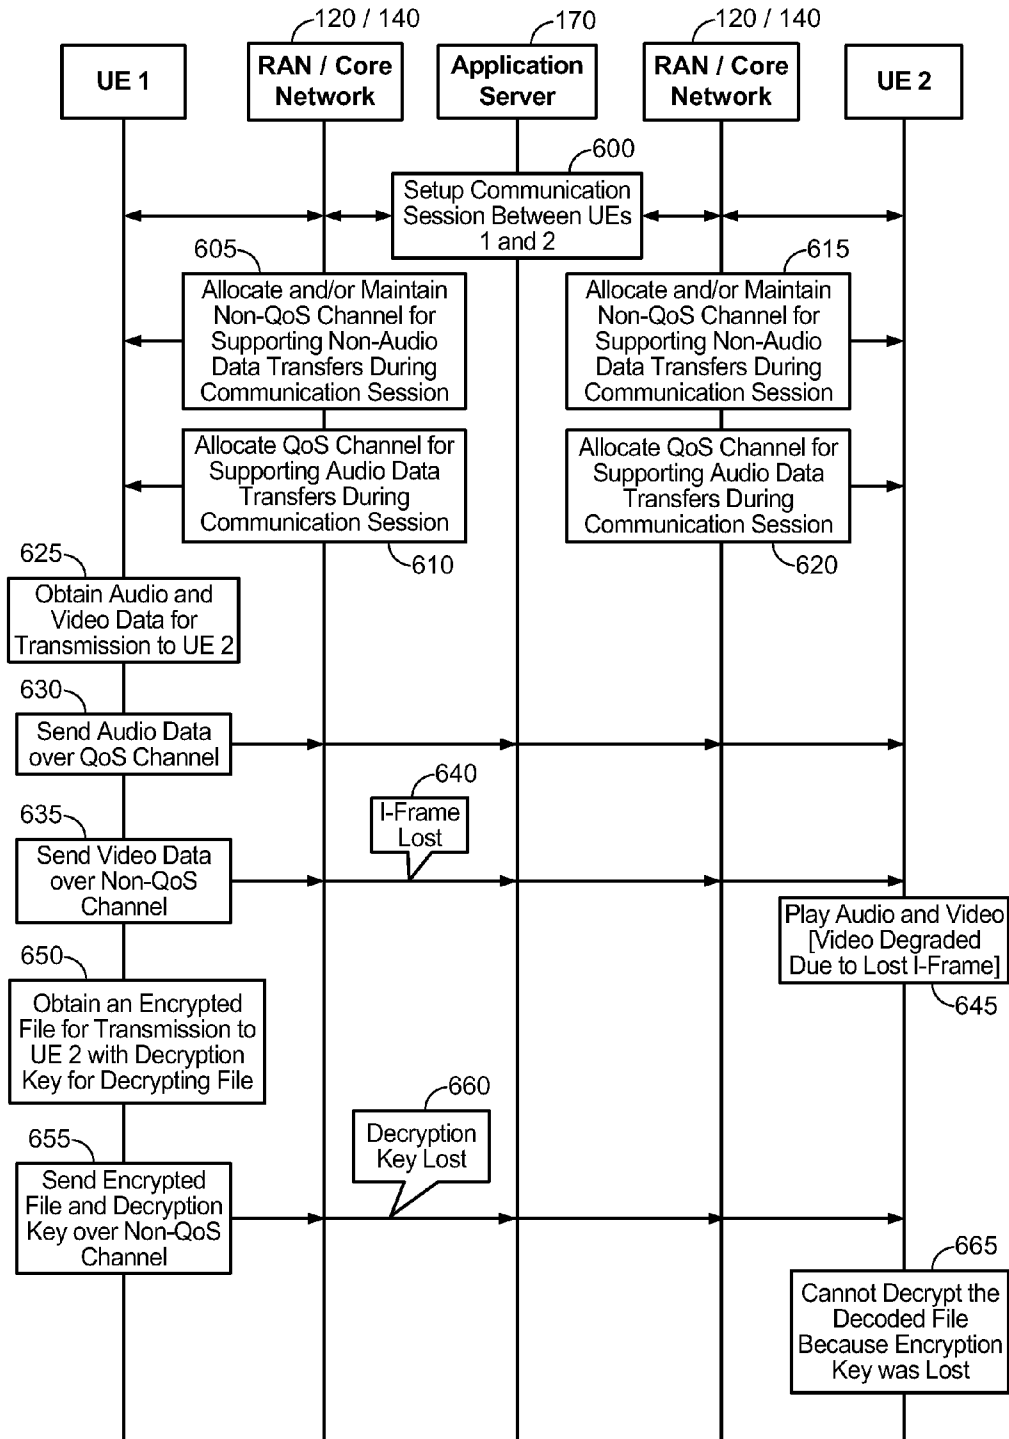 120 / 140
170
120 / 140
UE 1
RAN / Core
Network
Application
Server
RAN / Core
Network
UE 2
600
Setup Communication
Session Between UEs
1 and 2
605
Allocate and/or Maintain
Non-QoS Channel for
Supporting Non-Audio
Data Transfers During
Communication Session
615
Allocate and/or Maintain
Non-QoS Channel for
Supporting Non-Audio
Data Transfers During
Communication Session
Allocate QoS Channel for
Supporting Audio Data
Transfers During
Communication Session
610
Allocate QoS Channel for
Supporting Audio Data
Transfers During
Communication Session
620
625
Obtain Audio and
Video Data for
Transmission to UE 2
630
Send Audio Data
over QoS Channel
640
I-Frame
Lost
635
Send Video Data
over Non-QoS
Channel
Play Audio and Video
[Video Degraded
Due to Lost I-Frame]
645
650
Obtain an Encrypted
File for Transmission to
UE 2 with Decryption
Key for Decrypting File
660
Decryption
Key Lost
655
Send Encrypted
File and Decryption
Key over Non-QoS
Channel
665
Cannot Decrypt the
Decoded File
Because Encryption
Key was Lost